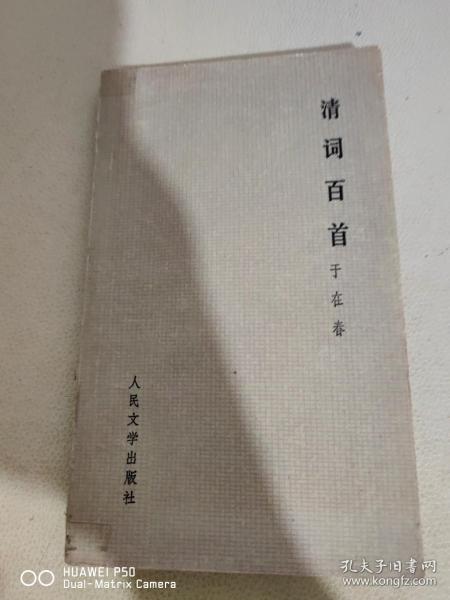 清词百首
于在春
人民文学出版社
HUAWEI P50
Dual-Matrix Camera
孔夫子旧书网
www.kongfz.com